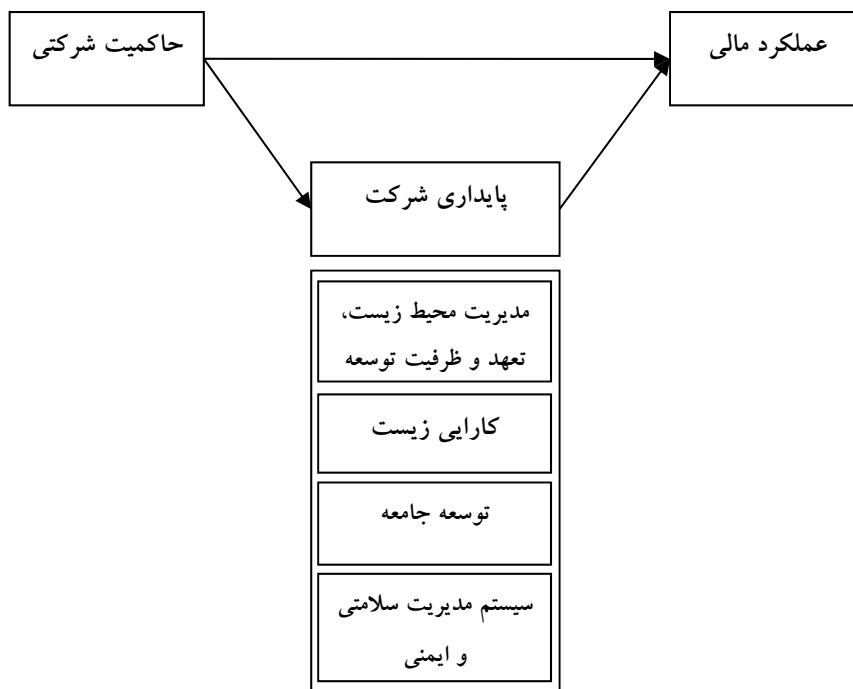 حاکمیت شرکتی
عملکرد مالی
پایداری شرکت
مدیریت محیط زیست،
تعهد و ظرفیت توسعه
کارایی زیست
توسعه جامعه
سیستم مدیریت سلامتی
و ایمنی